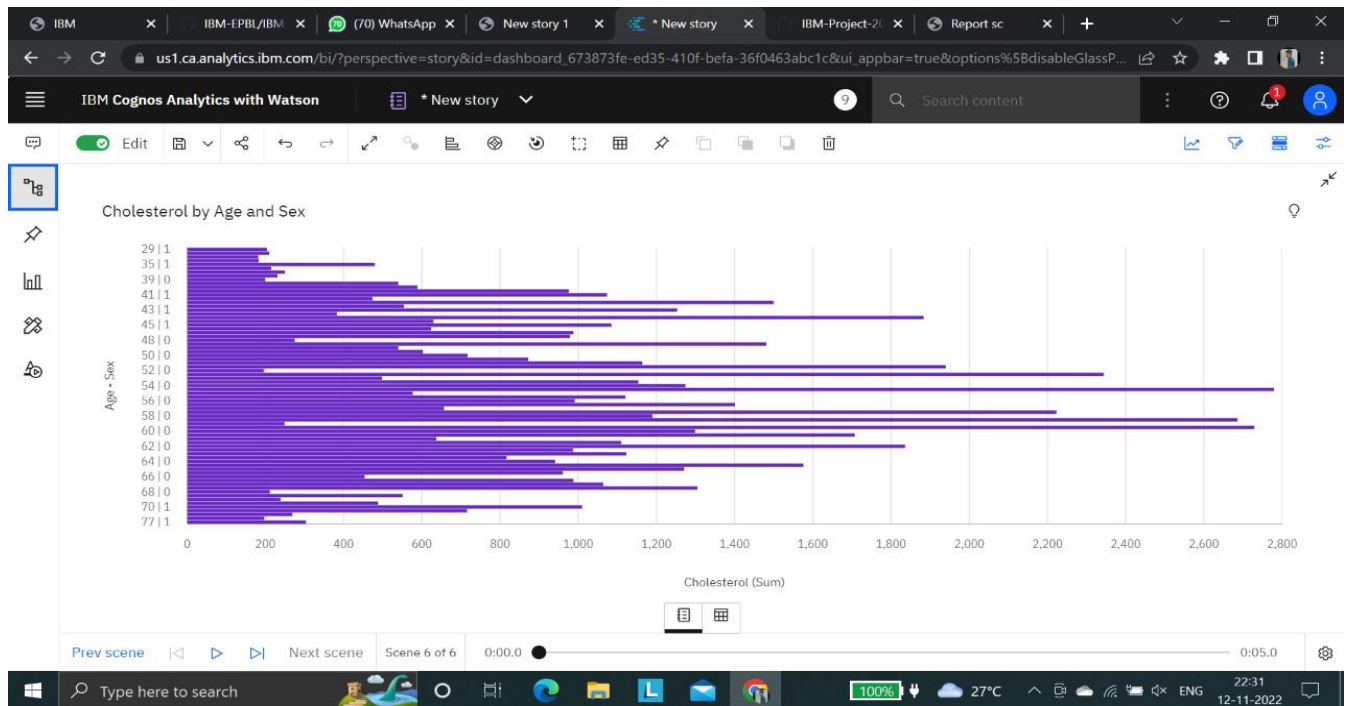 IBM
IBM-EPBL/IBM
(70) WhatsApp
New story 1
* New story
IBM-Project-2
Report sc
us1.ca.analytics.ibm.com/bi/?perspective=story&id=dashboard_673873fe-ed35-410f-befa-36f0463abc1c&ui_appbar=true&options%5BdisableGlassP...
IBM Cognos Analytics with Watson
* New story
9
Search content
1
Edit
Cholesterol by Age and Sex
29 | 1
35 | 1
39 | 0
41 | 1
43 | 1
45 | 1
48 | 0
50 | 0
52 | 0
54 | 0
56 | 0
58 | 0
60 | 0
62 | 0
64 | 0
66 | 0
68 | 0
70 | 1
77 | 1
Age - Sex
0 200 400 600 800 1,000 1,200 1,400 1,600 1,800 2,000 2,200 2,400 2,600 2,800
Cholesterol (Sum)
Prev scene Next scene Scene 6 of 6 0:00.0 0:05.0
Type here to search
L
100%
27°C
ENG
22:31
12-11-2022